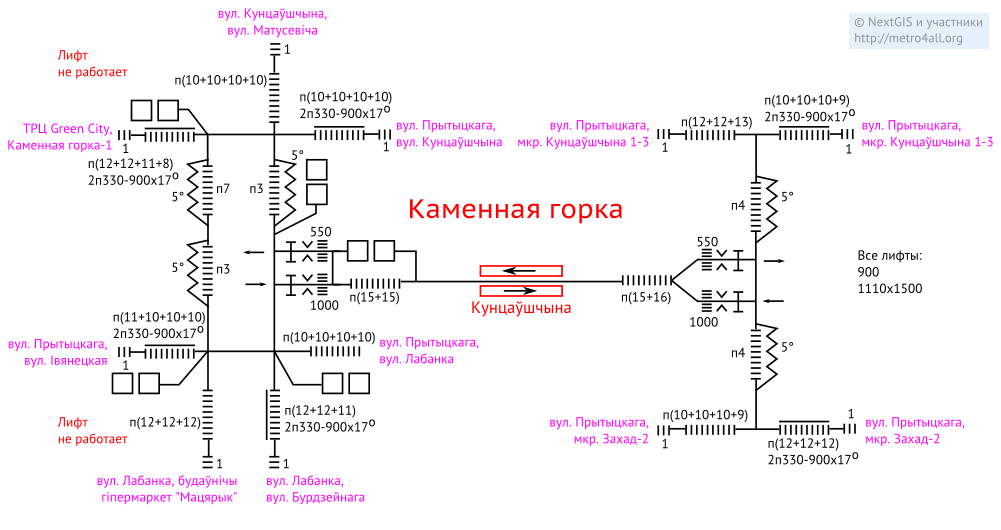 вул. Кунцаўшчына,
вул. Матусевіча
1
© NextGIS и участники
http://metro4all.org
Лифт
не работает
п(10+10+10+10)
п(10+10+10+10)
2п330-900х17⁰
п(10+10+10+9)
2п330-900х17⁰
ТРЦ Green City,
Каменная горка-1
1
вул. Прытыцкага,
вул. Кунцаўшчына
1
вул. Прытыцкага,
мкр. Кунцаўшчына 1-3
1
п(12+12+13)
вул. Прытыцкага,
мкр. Кунцаўшчына 1-3
1
п(12+12+11+8)
2п330-900х17⁰
5°
п7
п3
5°
п4
5°
Каменная горка
550
550
5°
п3
Все лифты:
900
1110х1500
п(15+15)
1000
Кунцаўшчына
п(15+16)
1000
п(11+10+10+10)
2п330-900х17⁰
вул. Прытыцкага,
вул. Івянецкая
1
п(10+10+10+10)
вул. Прытыцкага,
вул. Лабанка
п4
5°
Лифт
не работает
п(12+12+12)
п(12+12+11)
2п330-900х17⁰
вул. Прытыцкага,
мкр. Захад-2
1
п(10+10+10+9)
1
вул. Прытыцкага,
мкр. Захад-2
п(12+12+12)
2п330-900х17⁰
1
1
вул. Лабанка, будаўнічы
гіпермаркет "Мацярык"
вул. Лабанка,
вул. Бурдзейнага